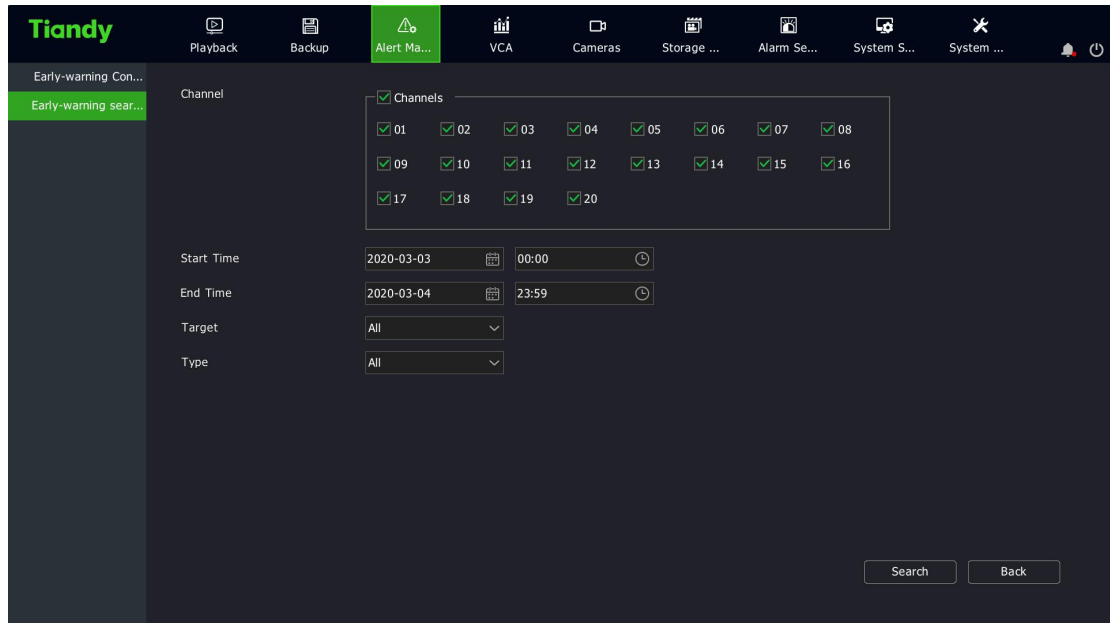 Tiandy
Playback Backup Alert Ma... VCA Cameras Storage ... Alarm Se... System S... System ...
Early-warning Con...
Early-warning sear...
Channel
Channels
01 02 03 04 05 06 07 08
09 10 11 12 13 14 15 16
17 18 19 20
Start Time 2020-03-03 00:00
End Time 2020-03-04 23:59
Target All
Type All
Search Back